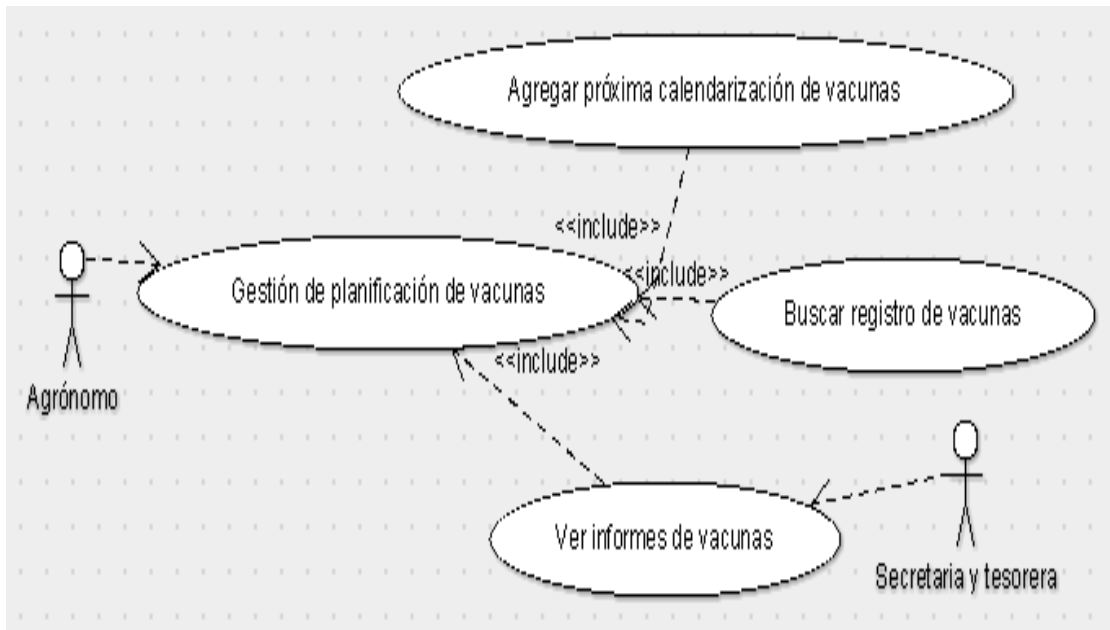 Agregar próxima calendarización de vacunas
<<include>>
<<include>>
Gestión de planificación de vacunas
Buscar registro de vacunas
<<include>>
Agrónomo
Ver informes de vacunas
Secretaria y tesorera